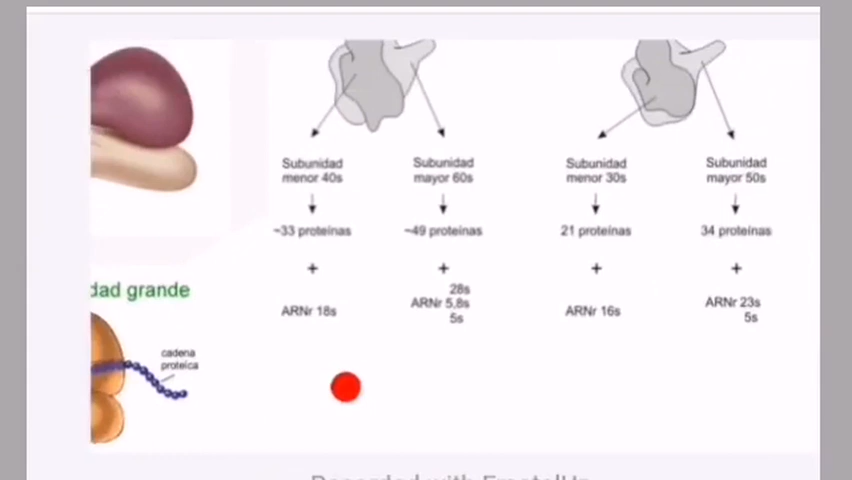 Subunidad
menor 40s
Subunidad
mayor 60s
Subunidad
menor 30s
Subunidad
mayor 50s
~33 proteínas
~49 proteínas
21 proteínas
34 proteínas
+
+
+
+
ARNr 18s
28s
ARNr 5,8s
5s
ARNr 16s
ARNr 23s
5s
dad grande
cadena
proteica